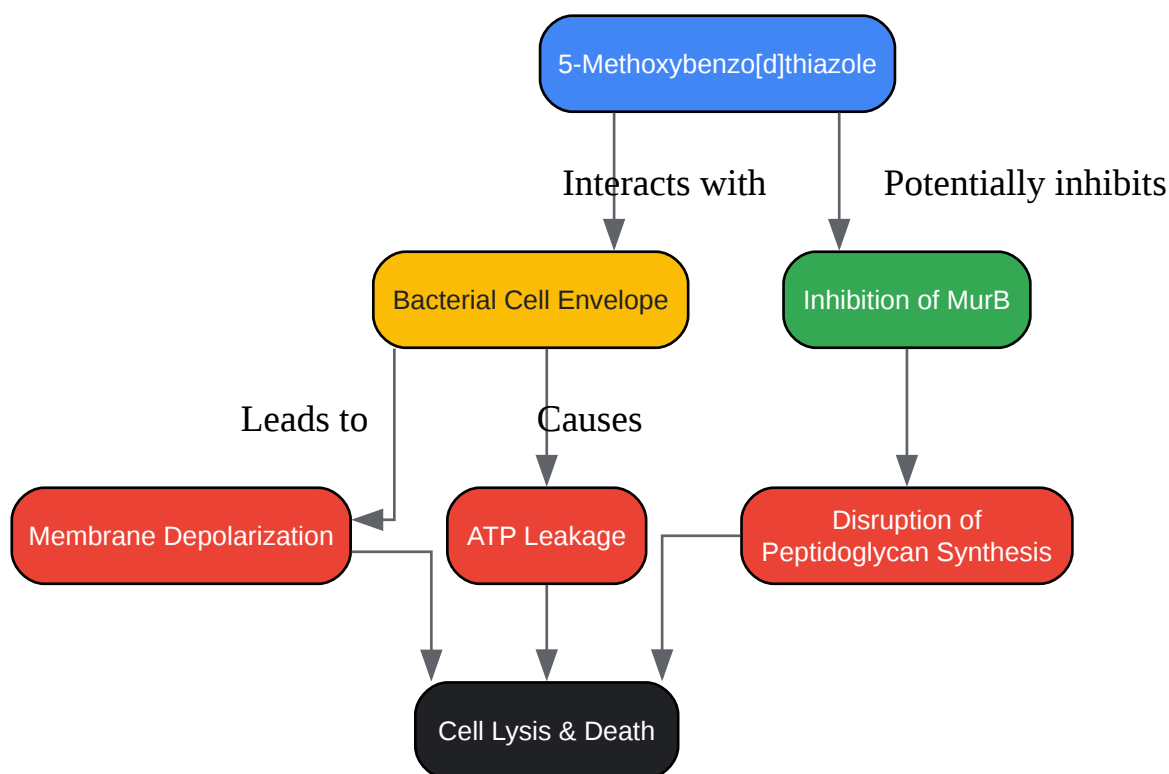 5-Methoxybenzo[d]thiazole
Interacts with
Potentially inhibits
Bacterial Cell Envelope
Inhibition of MurB
Leads to
Causes
Membrane Depolarization
ATP Leakage
Disruption of
Peptidoglycan Synthesis
Cell Lysis & Death